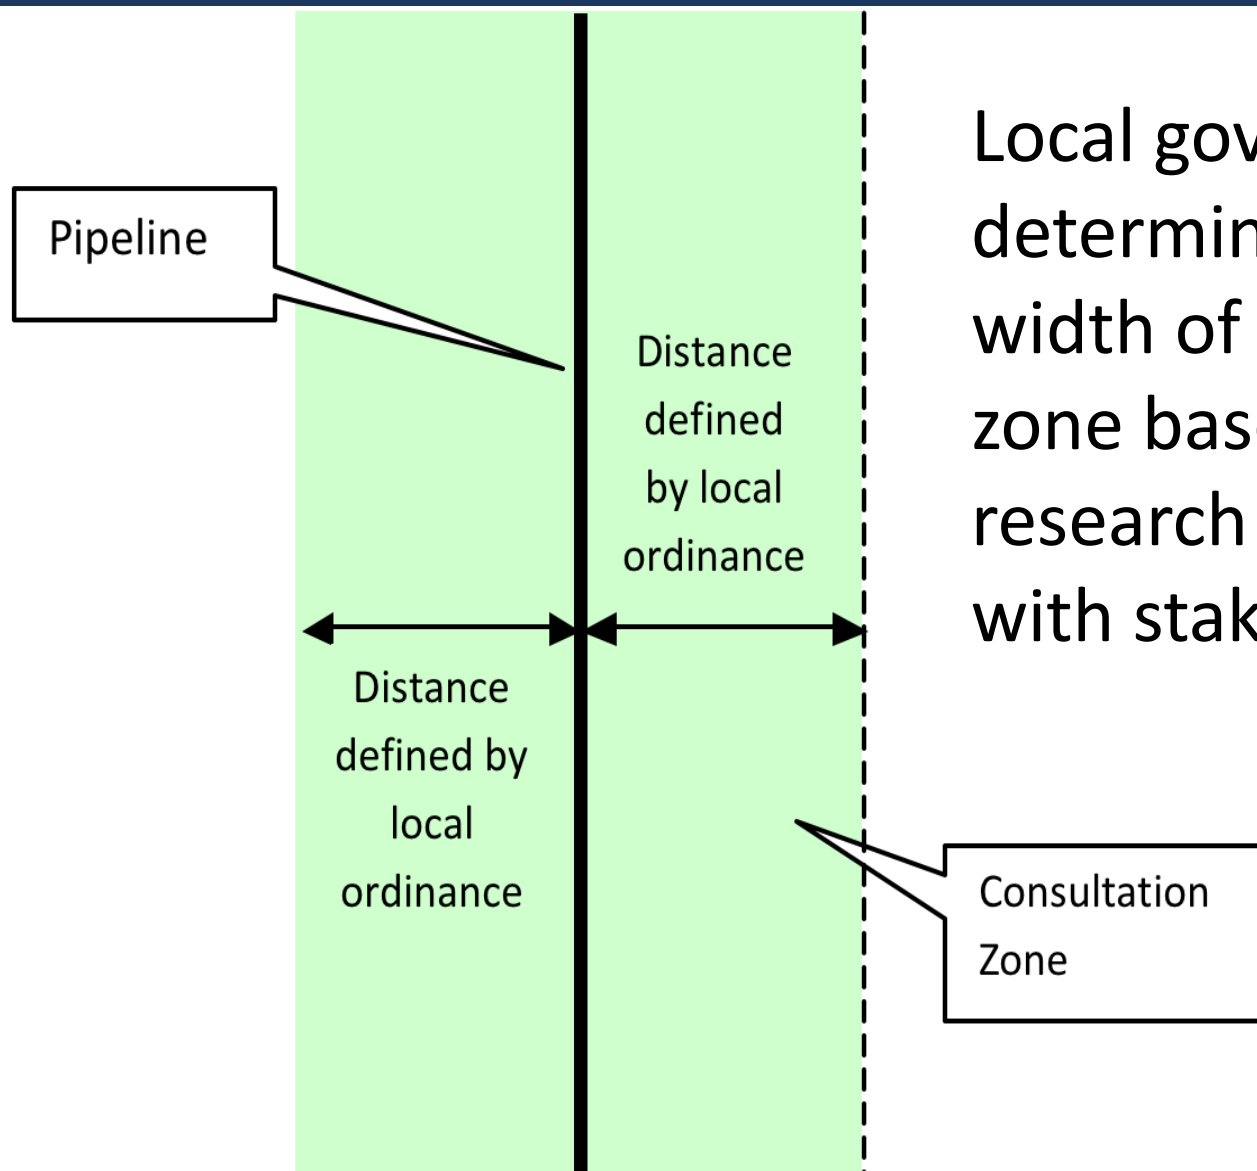 Pipeline
Distance
defined
by local
ordinance
Distance
defined by
local
ordinance
Local gov
determin
width of
zone bas
research
with stak
Consultation
Zone